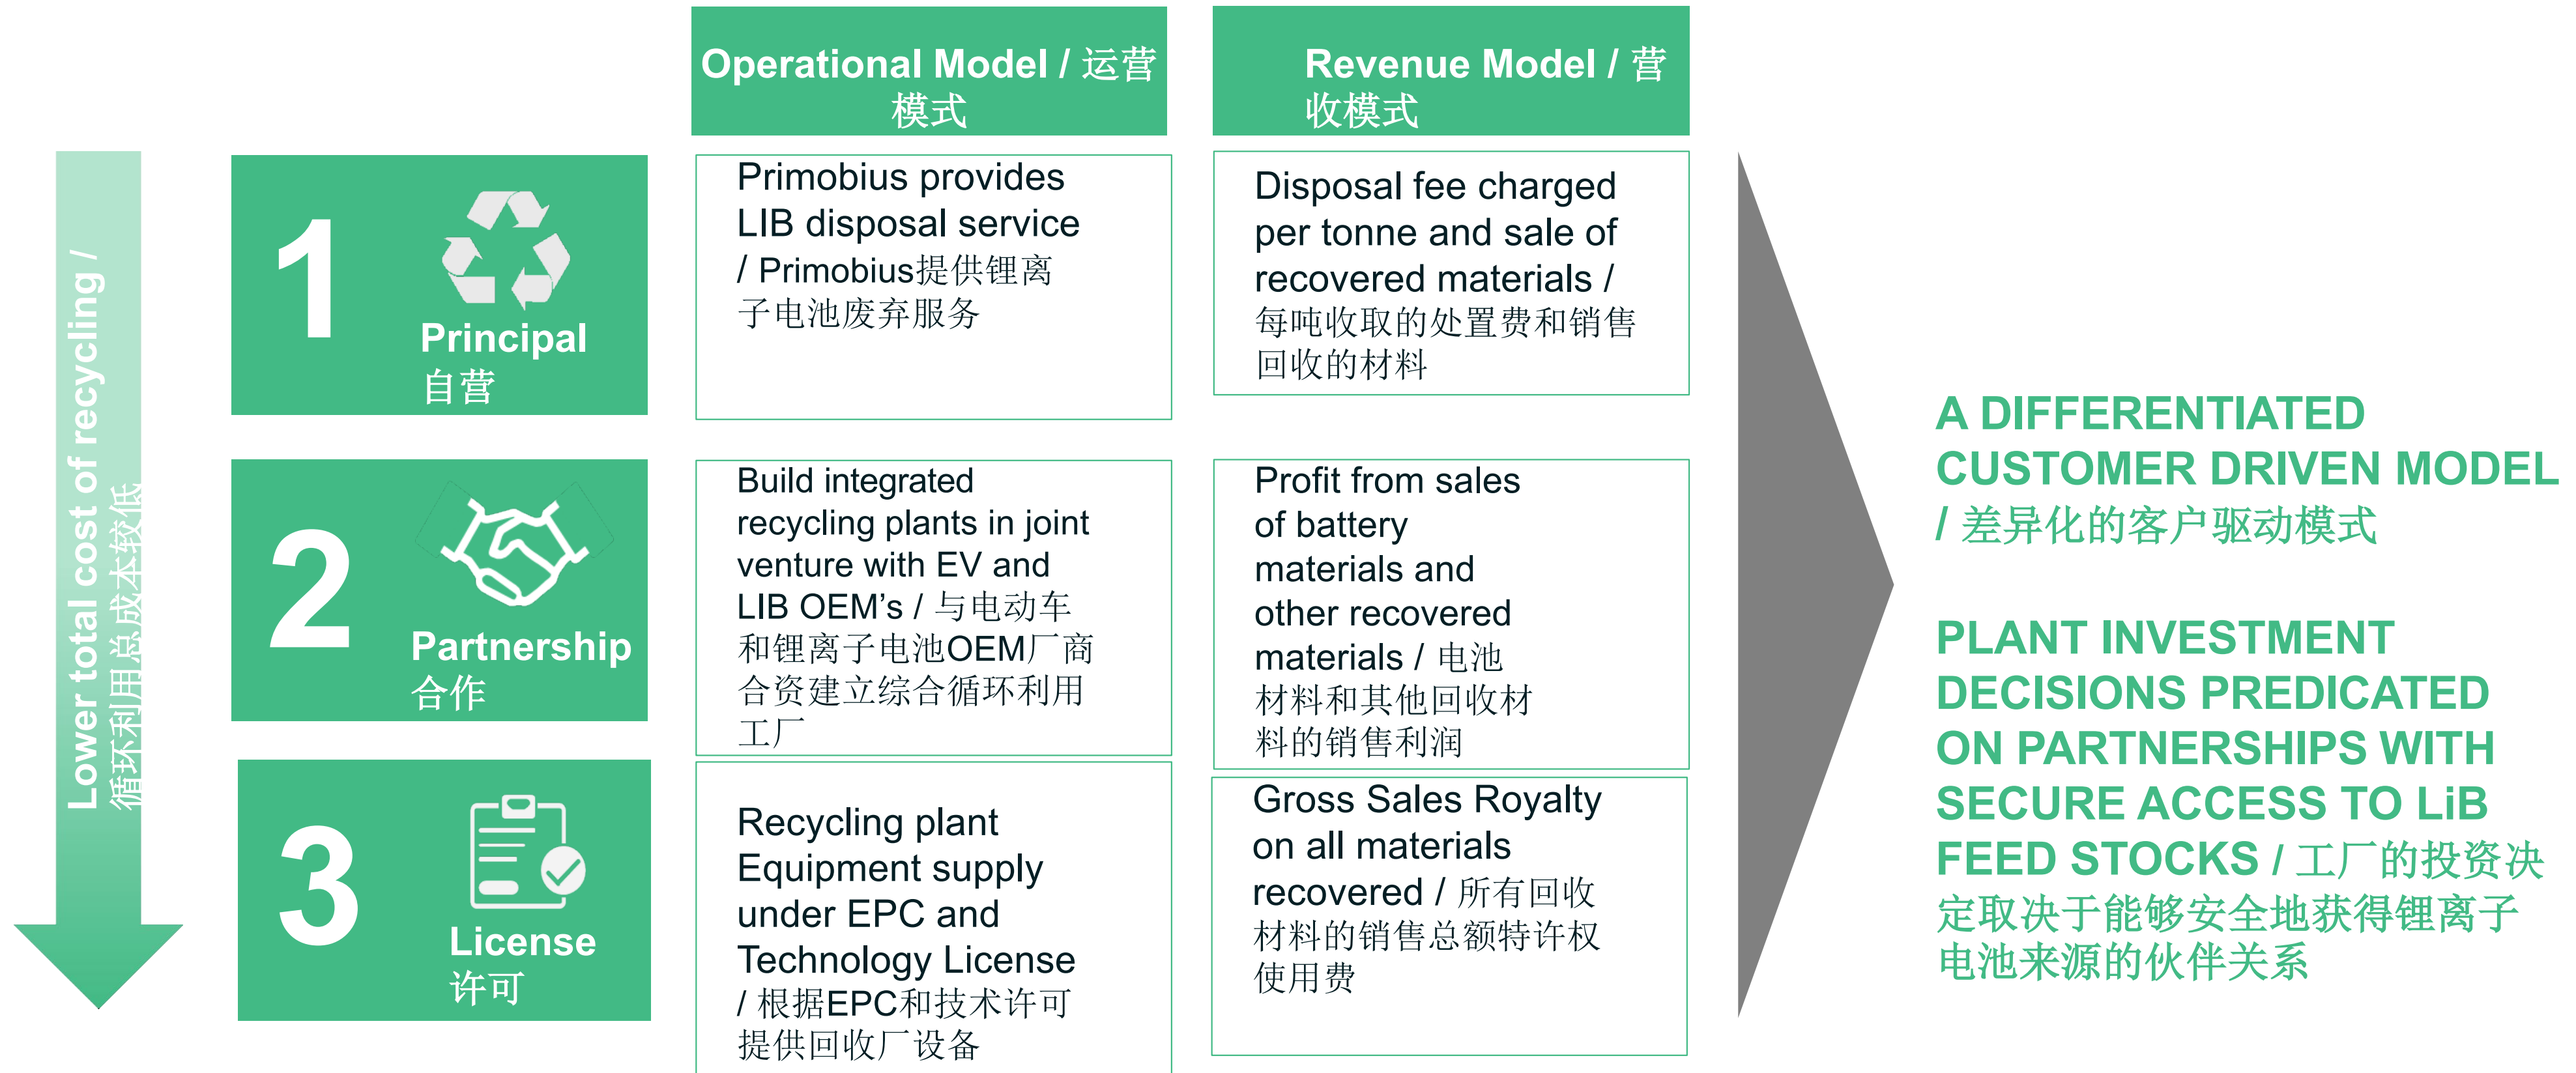 Operational Model / 运营
模式
Revenue Model / 营
收模式
Lower total cost of recycling /
循环利用总成本较低
1
Principal
自营
Primobius provides
LIB disposal service
/ Primobius提供锂离
子电池废弃服务
Disposal fee charged
per tonne and sale of
recovered materials /
每吨收取的处置费和销售
回收的材料
2
Partnership
合作
Build integrated
recycling plants in joint
venture with EV and
LIB OEM’s / 与电动车
和锂离子电池OEM厂商
合资建立综合循环利用
工厂
Profit from sales
of battery
materials and
other recovered
materials / 电池
材料和其他回收材
料的销售利润
3
License
许可
Recycling plant
Equipment supply
under EPC and
Technology License
/ 根据EPC和技术许可
提供回收厂设备
Gross Sales Royalty
on all materials
recovered / 所有回收
材料的销售总额特许权
使用费
A DIFFERENTIATED
CUSTOMER DRIVEN MODEL
/ 差异化的客户驱动模式
PLANT INVESTMENT
DECISIONS PREDICATED
ON PARTNERSHIPS WITH
SECURE ACCESS TO LiB
FEED STOCKS / 工厂的投资决
定取决于能够安全地获得锂离子
电池来源的伙伴关系